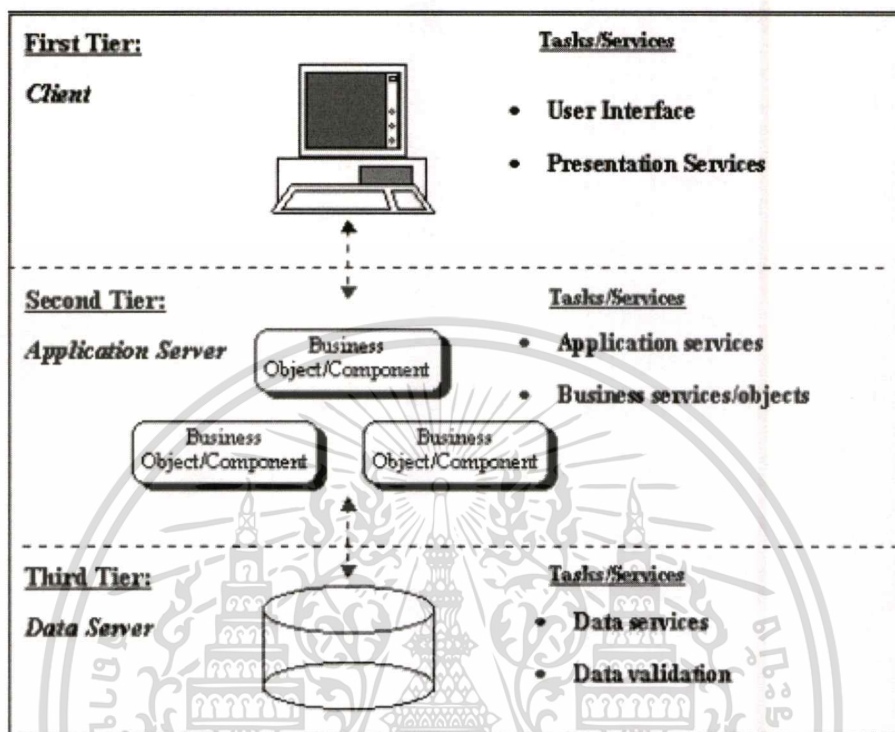 First Tier:
Client
Tasks/Services
• User Interface
• Presentation Services
Second Tier:
Application Server
Business
Object/Component
Business
Object/Component
Business
Object/Component
Tasks/Services
• Application services
• Business services/objects
Third Tier:
Data Server
Tasks/Services
• Data services
• Data validation